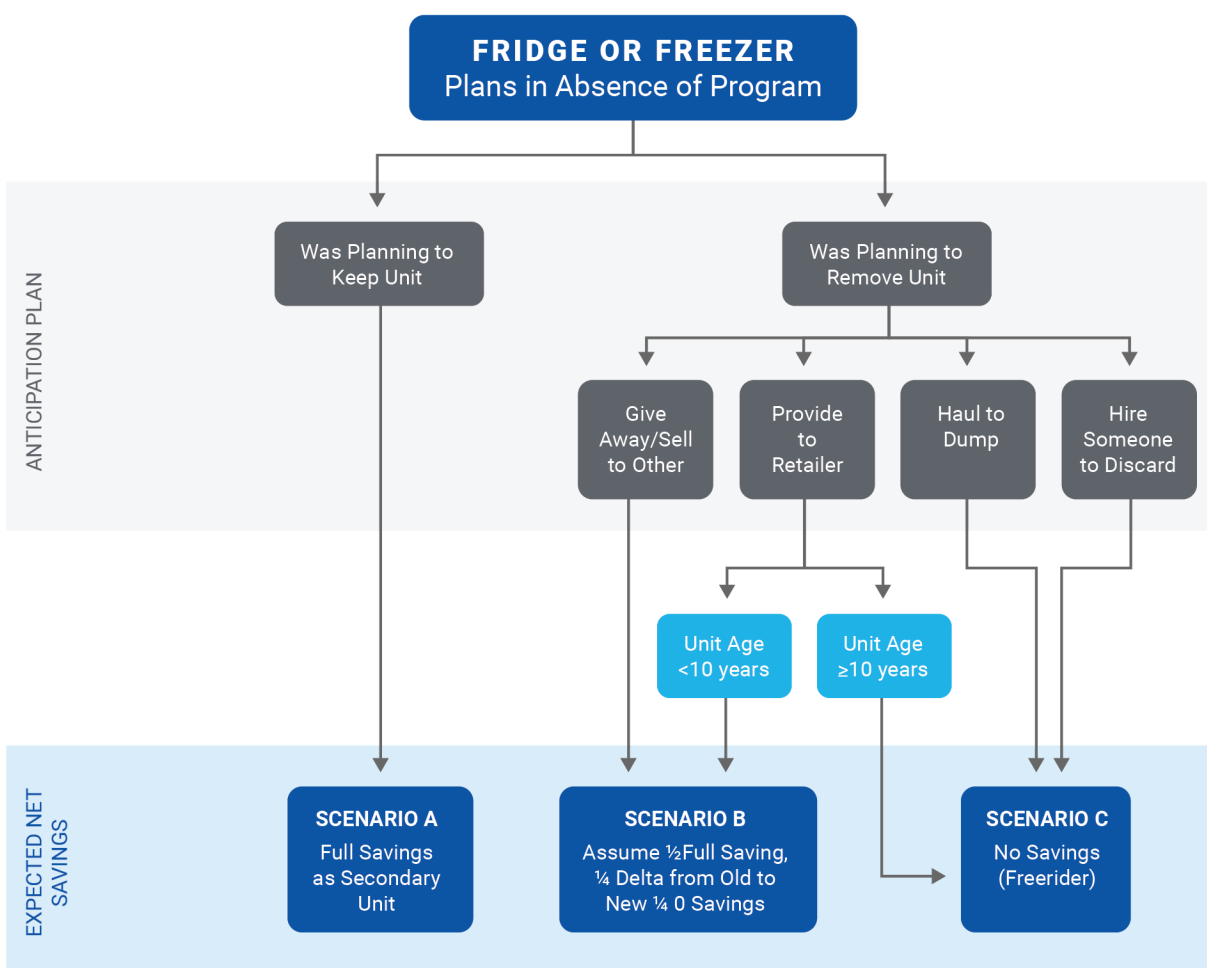 FRIDGE OR FREEZER
Plans in Absence of Program
ANTICIPATION PLAN
Was Planning to
Keep Unit
Was Planning to
Remove Unit
Give
Away/Sell
to Other
Provide
to
Retailer
Haul to
Dump
Hire
Someone
to Discard
Unit Age
<10 years
Unit Age
≥10 years
EXPECTED NET
SAVINGS
SCENARIO A
Full Savings
as Secondary
Unit
SCENARIO B
Assume ½Full Saving,
¼ Delta from Old to
New ¼ 0 Savings
SCENARIO C
No Savings
(Freerider)